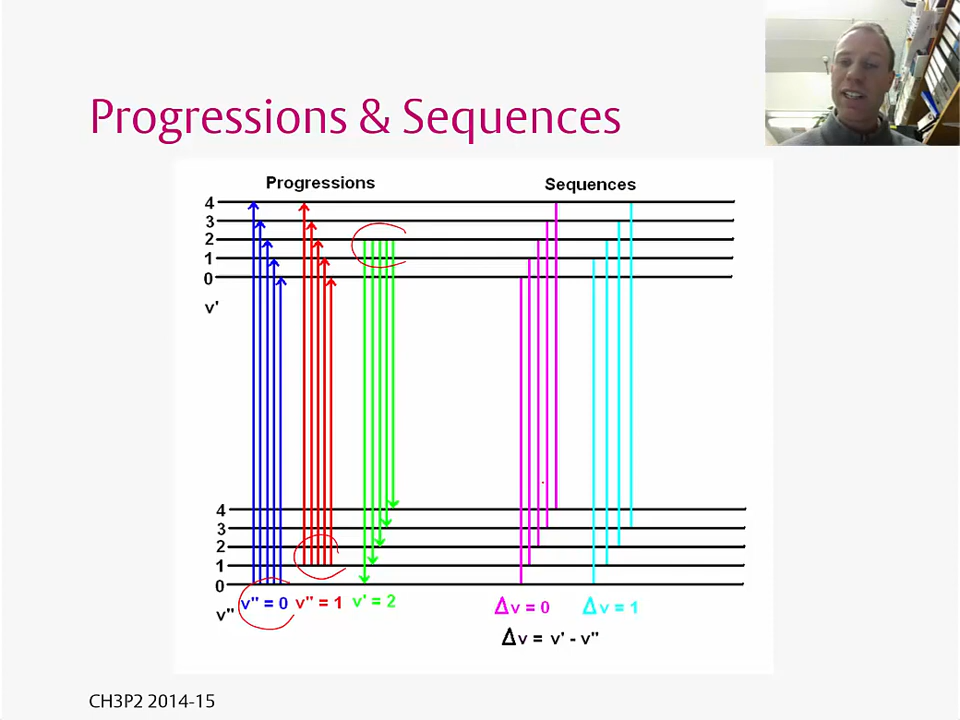 Progressions & Sequences
Progressions Sequences
4
3
2
1
0
v'
4
3
2
1
0
v"
v" = 0 v" = 1 v' = 2 Δv = 0 Δv = 1
Δv = v' - v"
CH3P2 2014-15